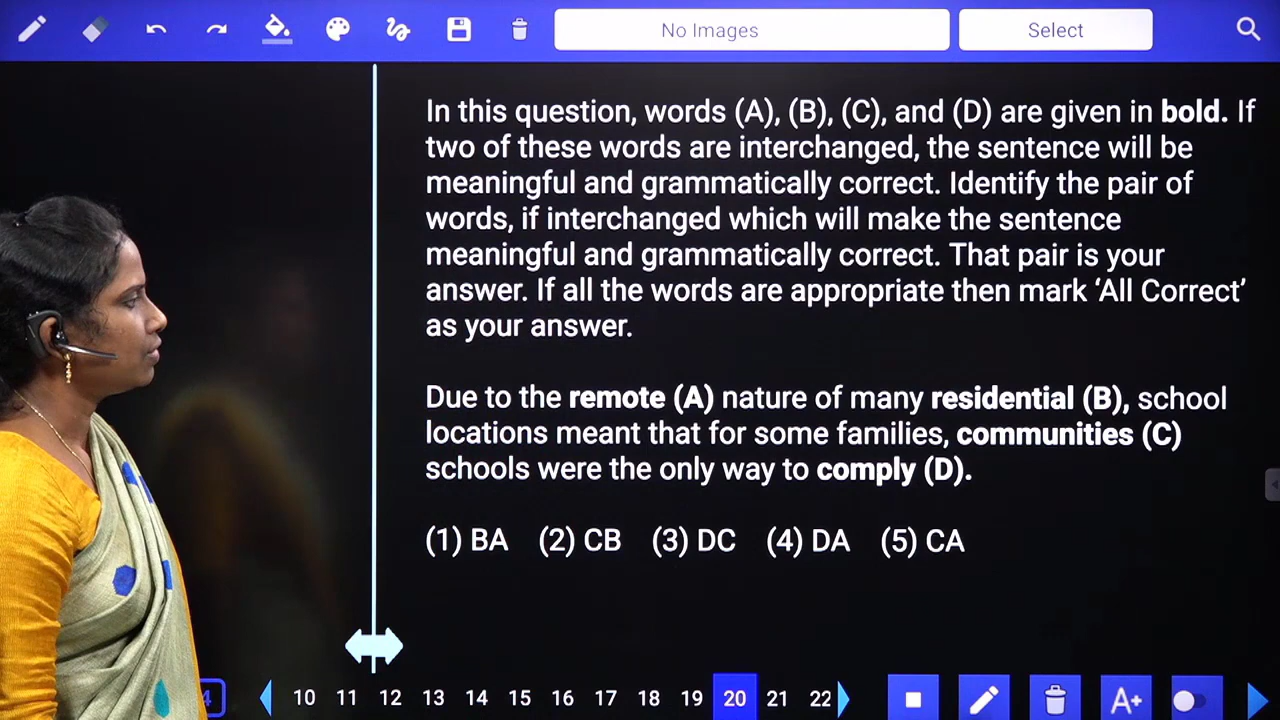 No Images
Select
In this question, words (A), (B), (C), and (D) are given in bold. If
two of these words are interchanged, the sentence will be
meaningful and grammatically correct. Identify the pair of
words, if interchanged which will make the sentence
meaningful and grammatically correct. That pair is your
answer. If all the words are appropriate then mark ‘All Correct’
as your answer.
Due to the remote (A) nature of many residential (B), school
locations meant that for some families, communities (C)
schools were the only way to comply (D).
(1) BA (2) CB (3) DC (4) DA (5) CA
4 10 11 12 13 14 15 16 17 18 19 20 21 22 A+